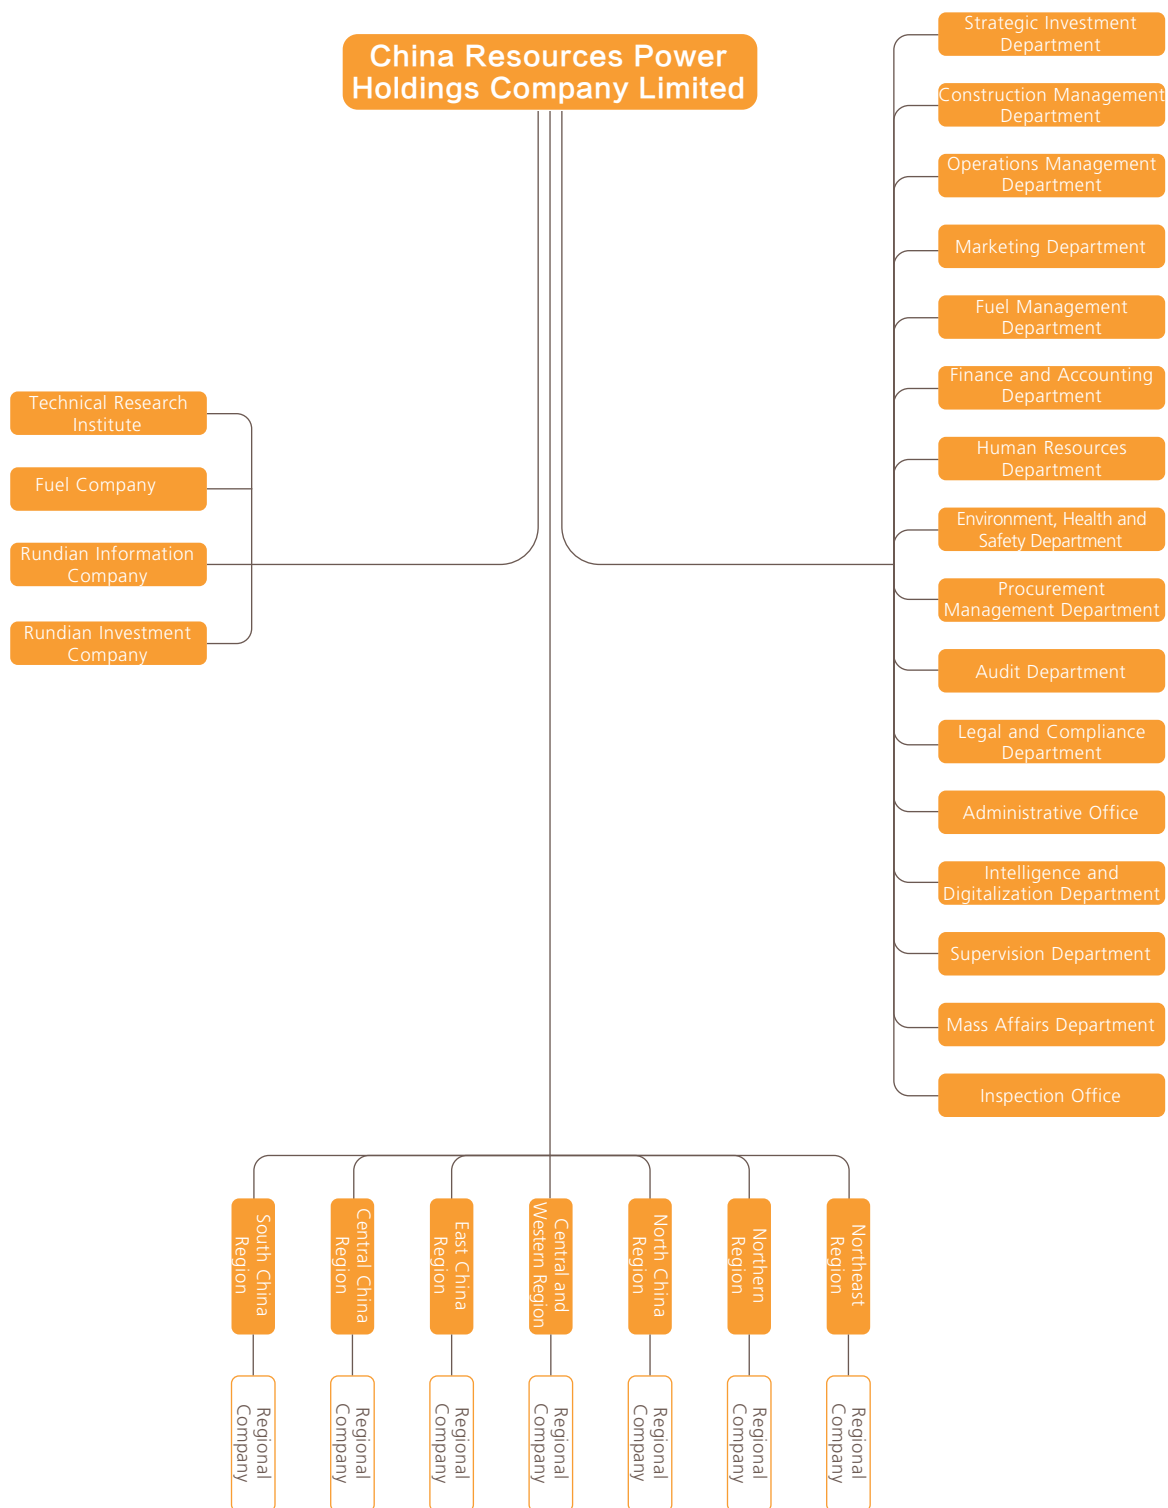 China Resources Power
Holdings Company Limited
Strategic Investment
Department
Construction Management
Department
Operations Management
Department
Marketing Department
Fuel Management
Department
Finance and Accounting
Department
Human Resources
Department
Environment, Health and
Safety Department
Procurement
Management Department
Audit Department
Legal and Compliance
Department
Administrative Office
Intelligence and
Digitalization Department
Supervision Department
Mass Affairs Department
Inspection Office
Technical Research
Institute
Fuel Company
Rundian Information
Company
Rundian Investment
Company
South China
Region
Central China
Region
East China
Region
Central and
Western Region
North China
Region
Northern
Region
Northeast
Region
Regional
Company
Regional
Company
Regional
Company
Regional
Company
Regional
Company
Regional
Company
Regional
Company